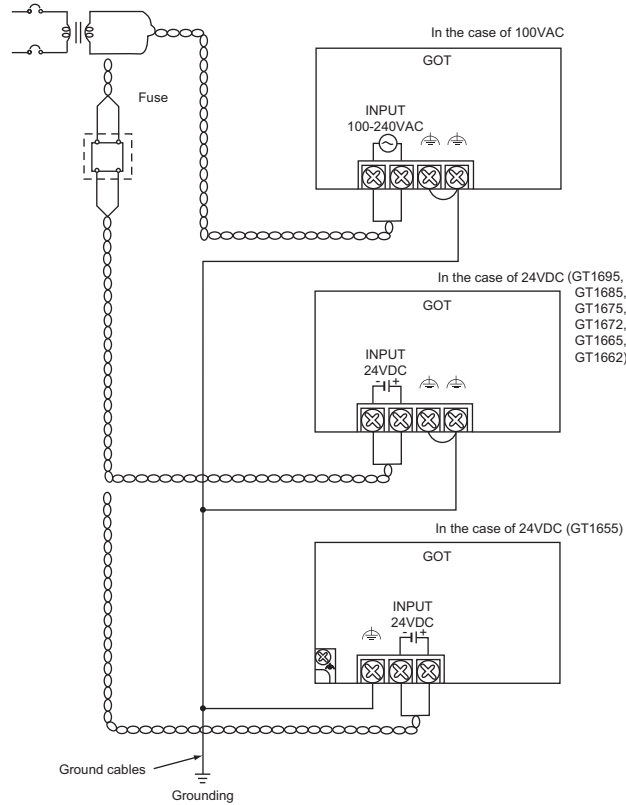 In the case of 100VAC
GOT
Fuse
INPUT
100-240VAC
In the case of 24VDC (GT1695,
GT1685,
GT1675,
GT1672,
GT1665,
GT1662)
GOT
INPUT
24VDC
- +
In the case of 24VDC (GT1655)
GOT
INPUT
24VDC
- +
Ground cables
Grounding